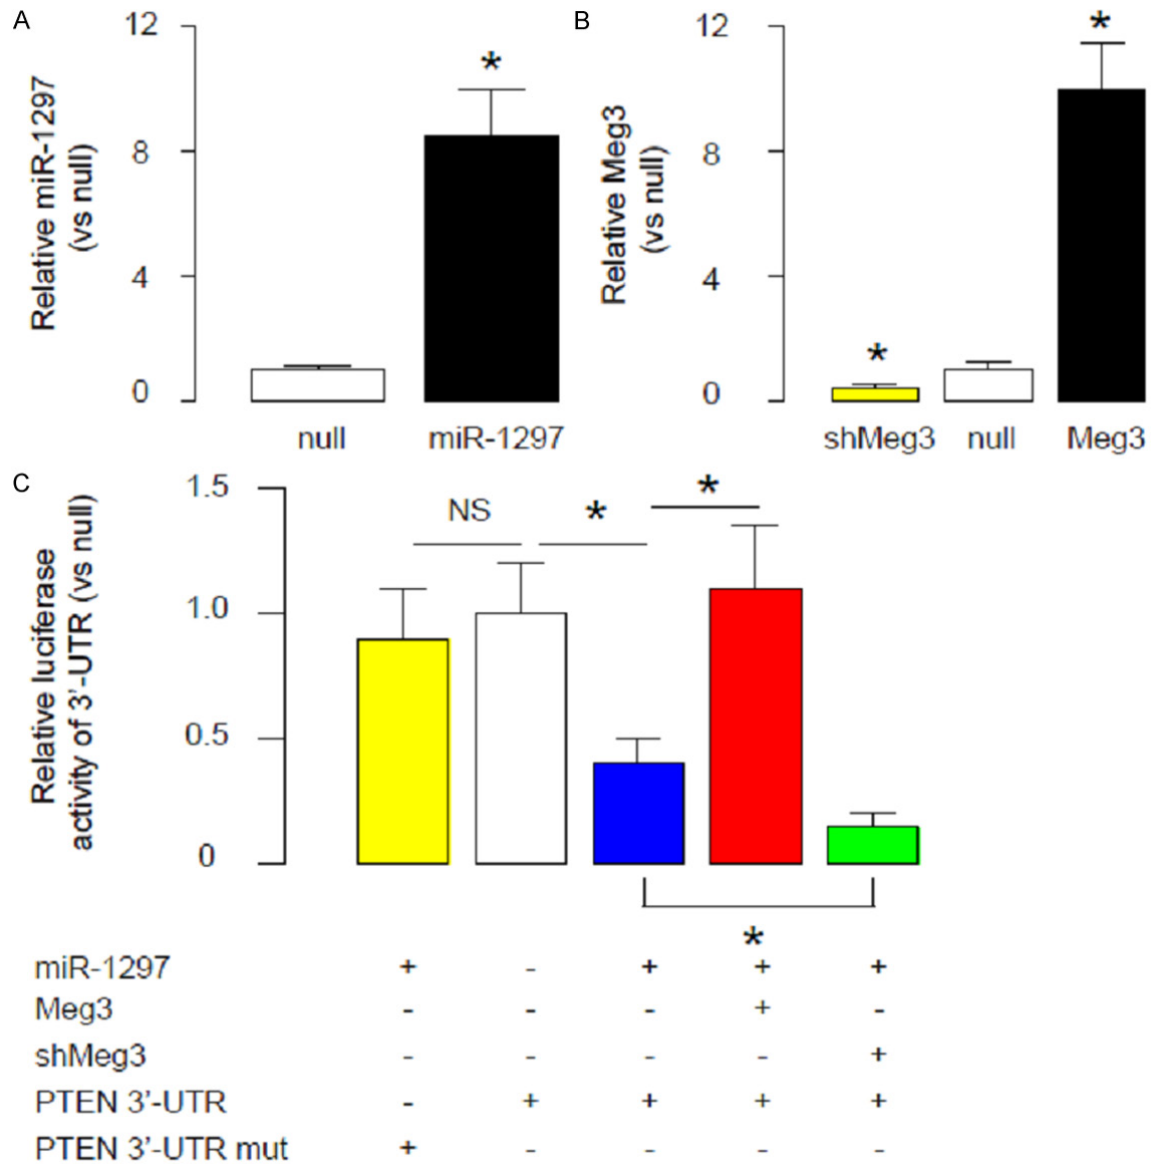 A
12
8
4
0
Relative miR-1297
(vs null)
*
null
miR-1297
B
12
8
4
0
Relative Meg3
(vs null)
*
*
shMeg3
null
Meg3
C
1.5
1.0
0.5
0
Relative luciferase
activity of 3’-UTR (vs null)
NS
*
*
*
miR-1297 + - + + +
Meg3 - - - + -
shMeg3 - - - - +
PTEN 3’-UTR - + + + +
PTEN 3’-UTR mut + - - - -